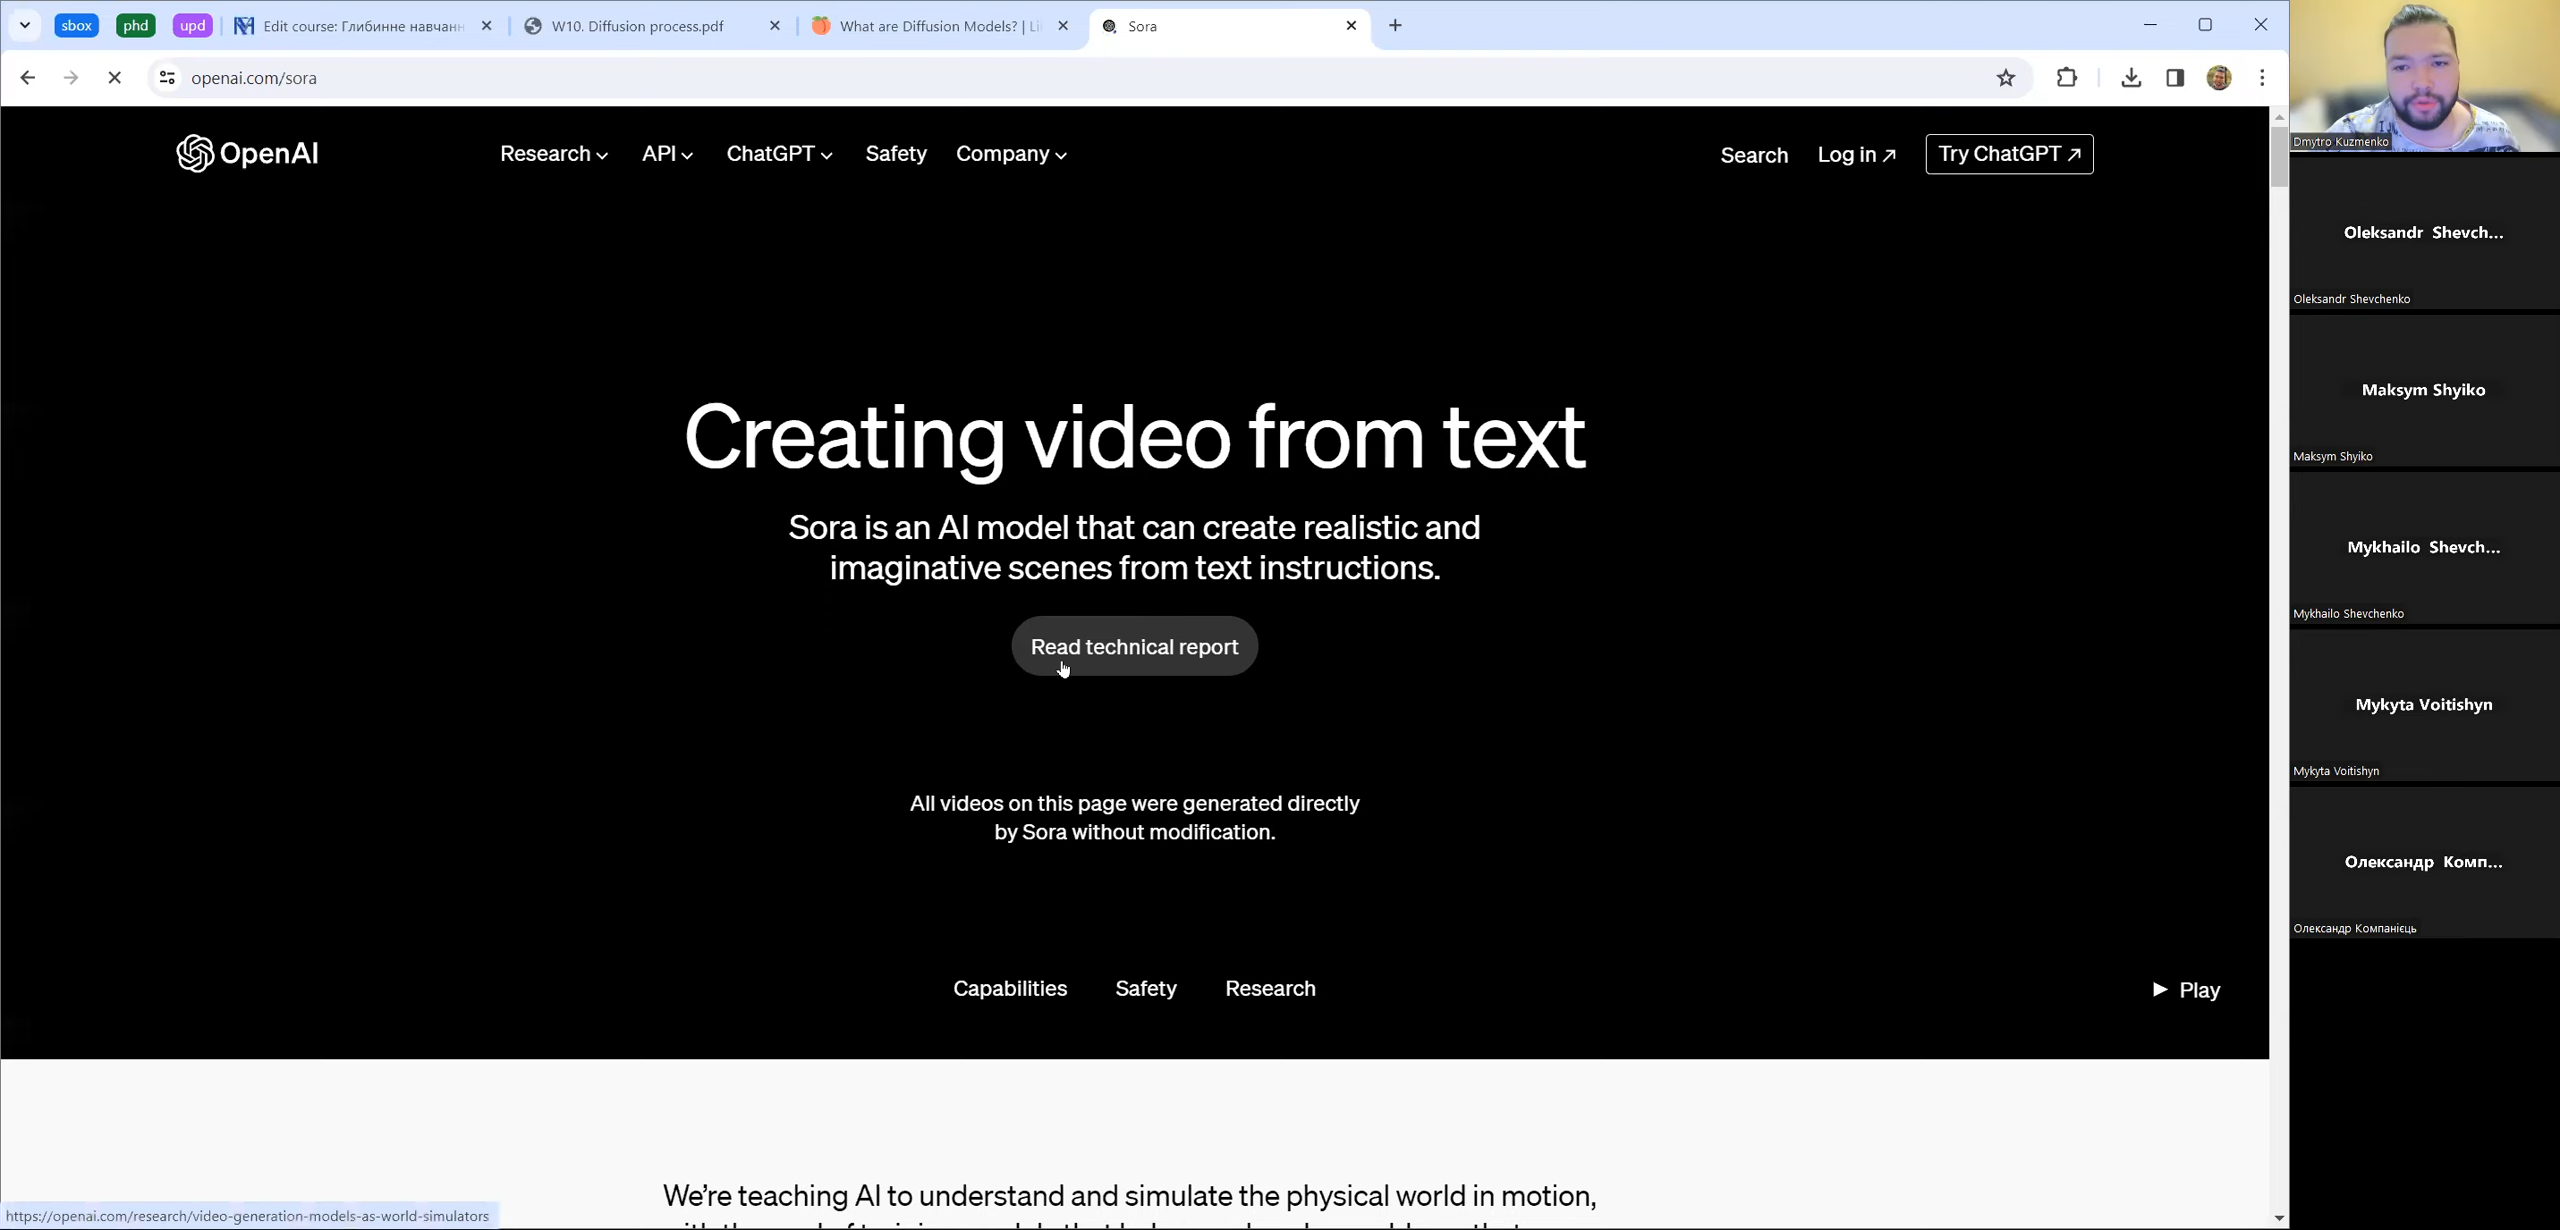 sbox
phd
upd
Edit course: Глибинне навчанн
W10. Diffusion process.pdf
What are Diffusion Models? | Li
Sora
openai.com/sora
OpenAI
Research
API
ChatGPT
Safety
Company
Search
Log in ↗
Try ChatGPT ↗
Creating video from text
Sora is an AI model that can create realistic and
imaginative scenes from text instructions.
Read technical report
All videos on this page were generated directly
by Sora without modification.
Capabilities
Safety
Research
Play
We're teaching AI to understand and simulate the physical world in motion,
https://openai.com/research/video-generation-models-as-world-simulators
Dmytro Kuzmenko
Oleksandr Shevch...
Oleksandr Shevchenko
Maksym Shyiko
Maksym Shyiko
Mykhailo Shevch...
Mykhailo Shevchenko
Mykyta Voitishyn
Mykyta Voitishyn
Олександр Комп...
Олександр Компанієць